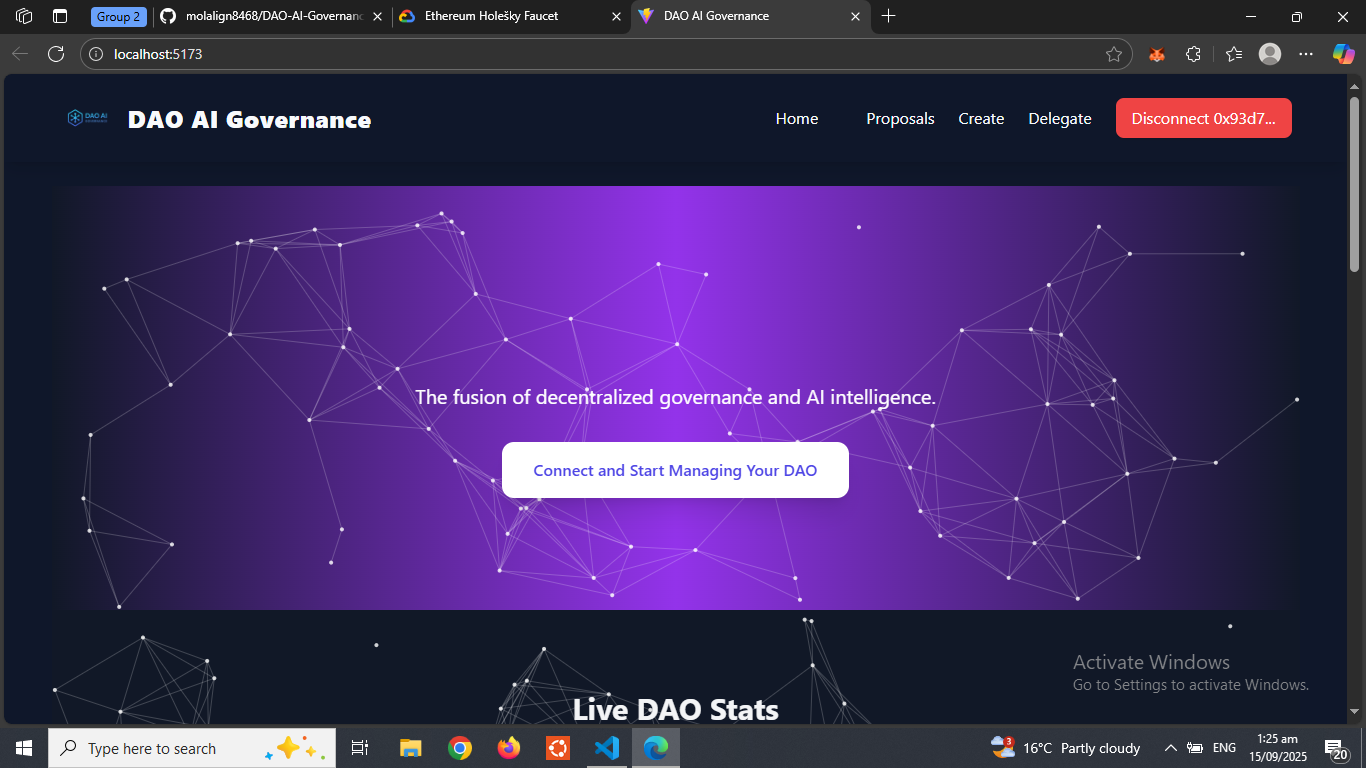 Group 2
molalign8468/DAO-AI-Governanc
Ethereum Holešky Faucet
DAO AI Governance
localhost:5173
DAO AI
DAO AI Governance
Home
Proposals
Create
Delegate
Disconnect 0x93d7...
The fusion of decentralized governance and AI intelligence.
Connect and Start Managing Your DAO
Live DAO Stats
Activate Windows
Go to Settings to activate Windows.
Type here to search
3
16°C Partly cloudy
ENG
1:25 am
15/09/2025
20